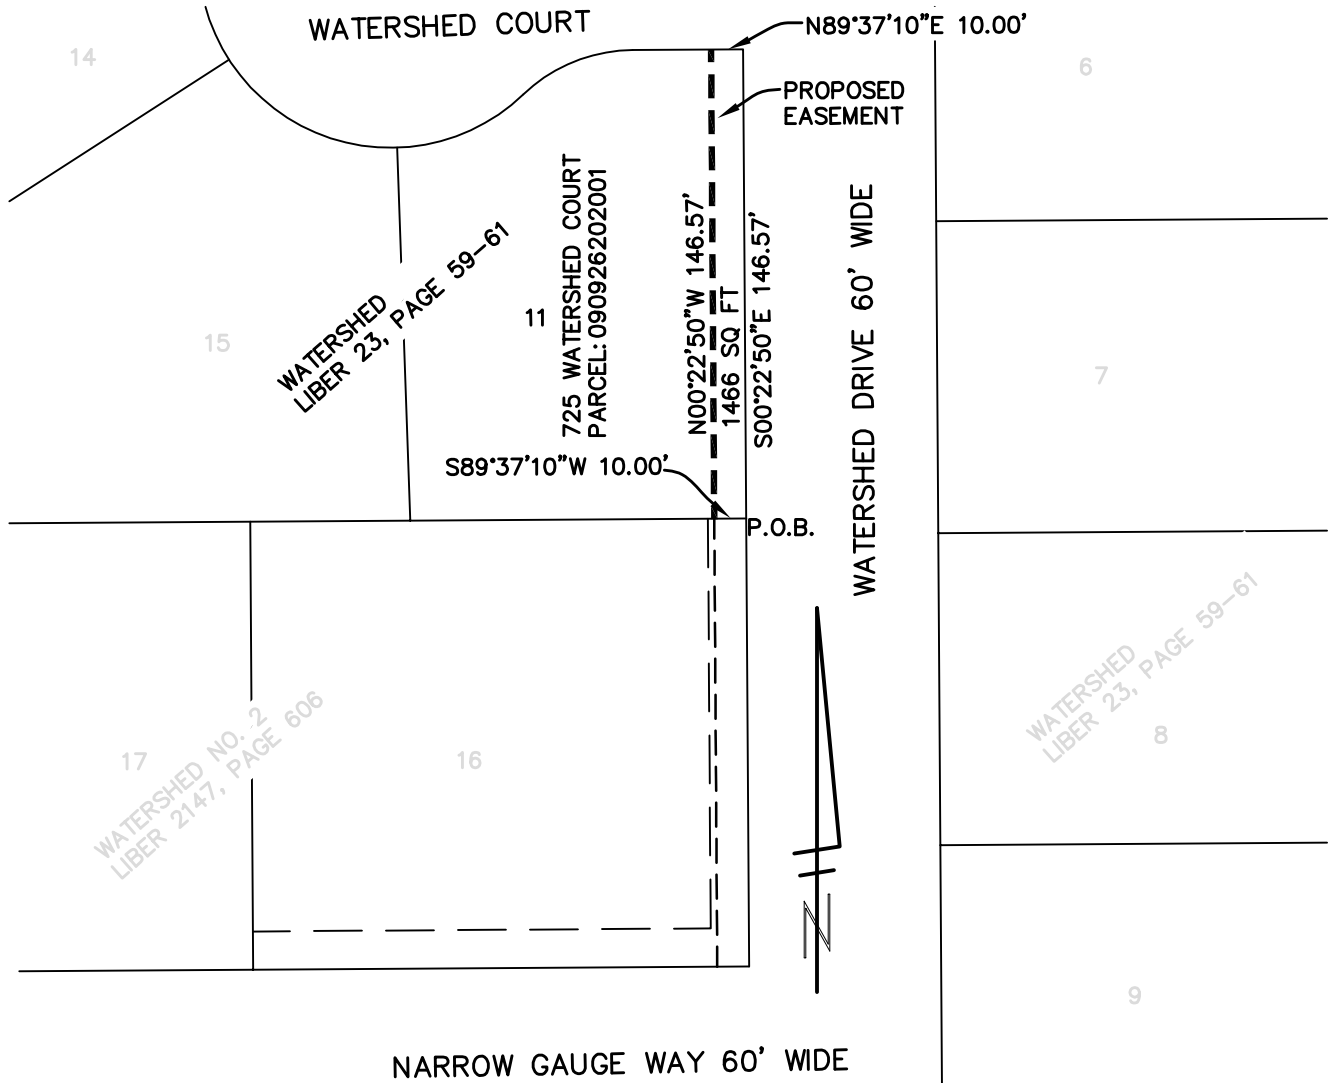 WATERSHED COURT
N89°37'10"E 10.00'
14
6
PROPOSED
EASEMENT
725 WATERSHED COURT
PARCEL: 090926202001
11
WATERSHED
LIBER 23, PAGE 59-61
15
N00°22'50"W 146.57'
1466 SQ FT
S00°22'50"E 146.57'
WATERSHED DRIVE 60' WIDE
7
S89°37'10"W 10.00'
P.O.B.
WATERSHED
LIBER 23, PAGE 59-61
8
WATERSHED NO. 2
LIBER 2147, PAGE 606
17
16
N
9
NARROW GAUGE WAY 60' WIDE